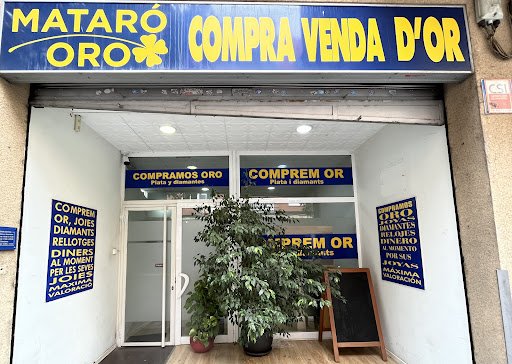 MATARÓ
ORO
COMPRA VENDA D'OR
CSI
COMPRAMOS ORO
Plata y diamantes
COMPREM OR
Plata i diamants
COMPREM OR
diamants
COMPREM
OR, JOIES
DIAMANTS
RELLOTGES
DINERS
AL MOMENT
PER LES SEVES
JOIES
MÀXIMA
VALORACIÓ
COMPRAMOS
ORO
JOYAS
DIAMANTES
RELOJES
DINERO
AL MOMENTO
POR SUS
JOYAS
MÁXIMA
VALORACIÓN